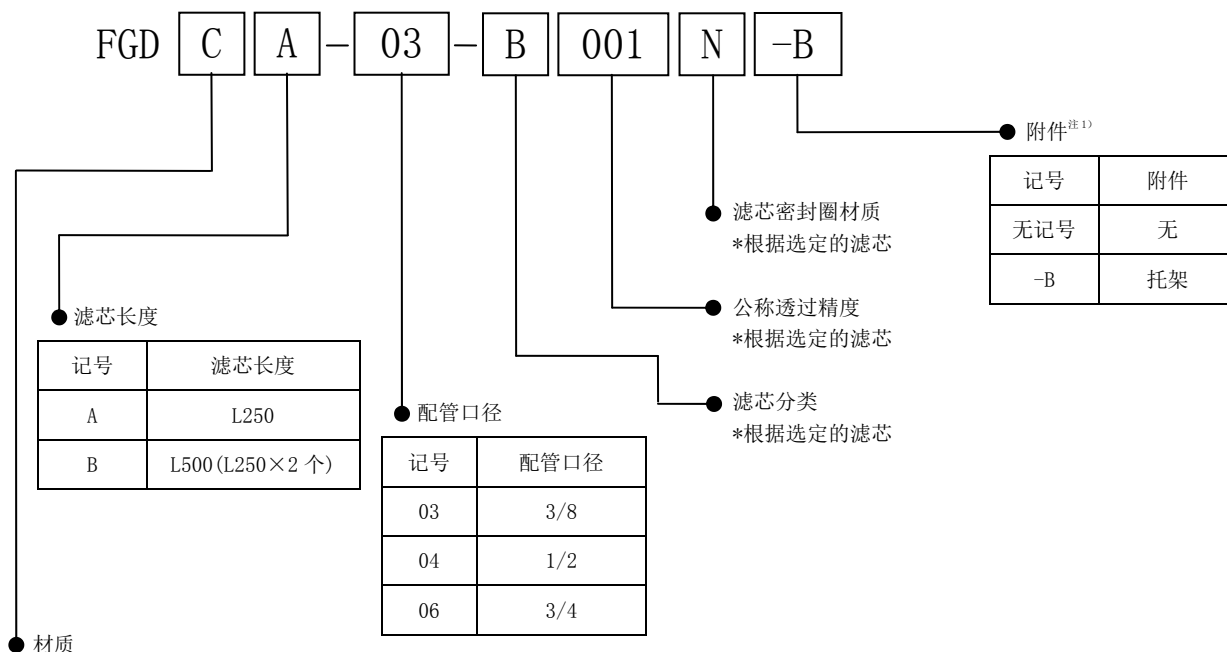 FGD C A - 03 - B 001 N -B
附件注1)
记号 附件
无记号 无
-B 托架
滤芯密封圈材质
*根据选定的滤芯
公称透过精度
*根据选定的滤芯
滤芯分类
*根据选定的滤芯
滤芯长度
记号 滤芯长度
A L250
B L500(L250×2 个)
配管口径
记号 配管口径
03 3/8
04 1/2
06 3/4
材质